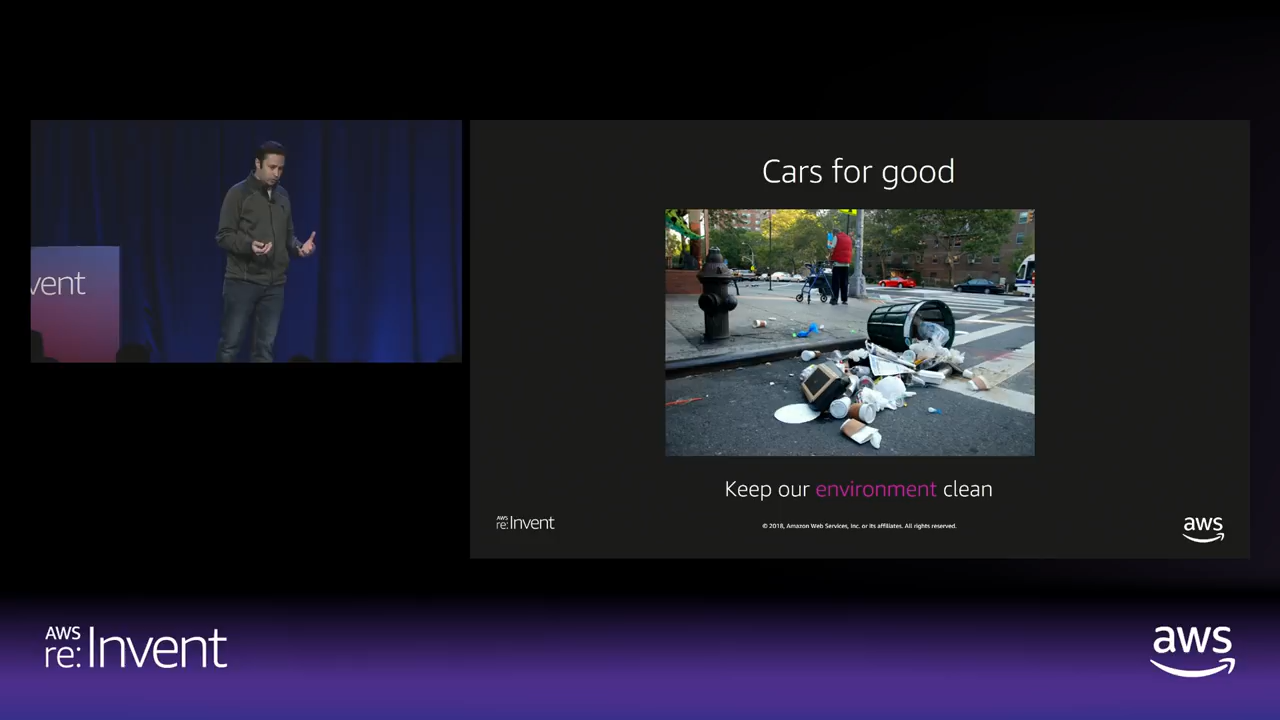 vent
Cars for good
Keep our environment clean
AWS
re:Invent
© 2018, Amazon Web Services, Inc. or its affiliates. All rights reserved.
aws
AWS
re:Invent
aws